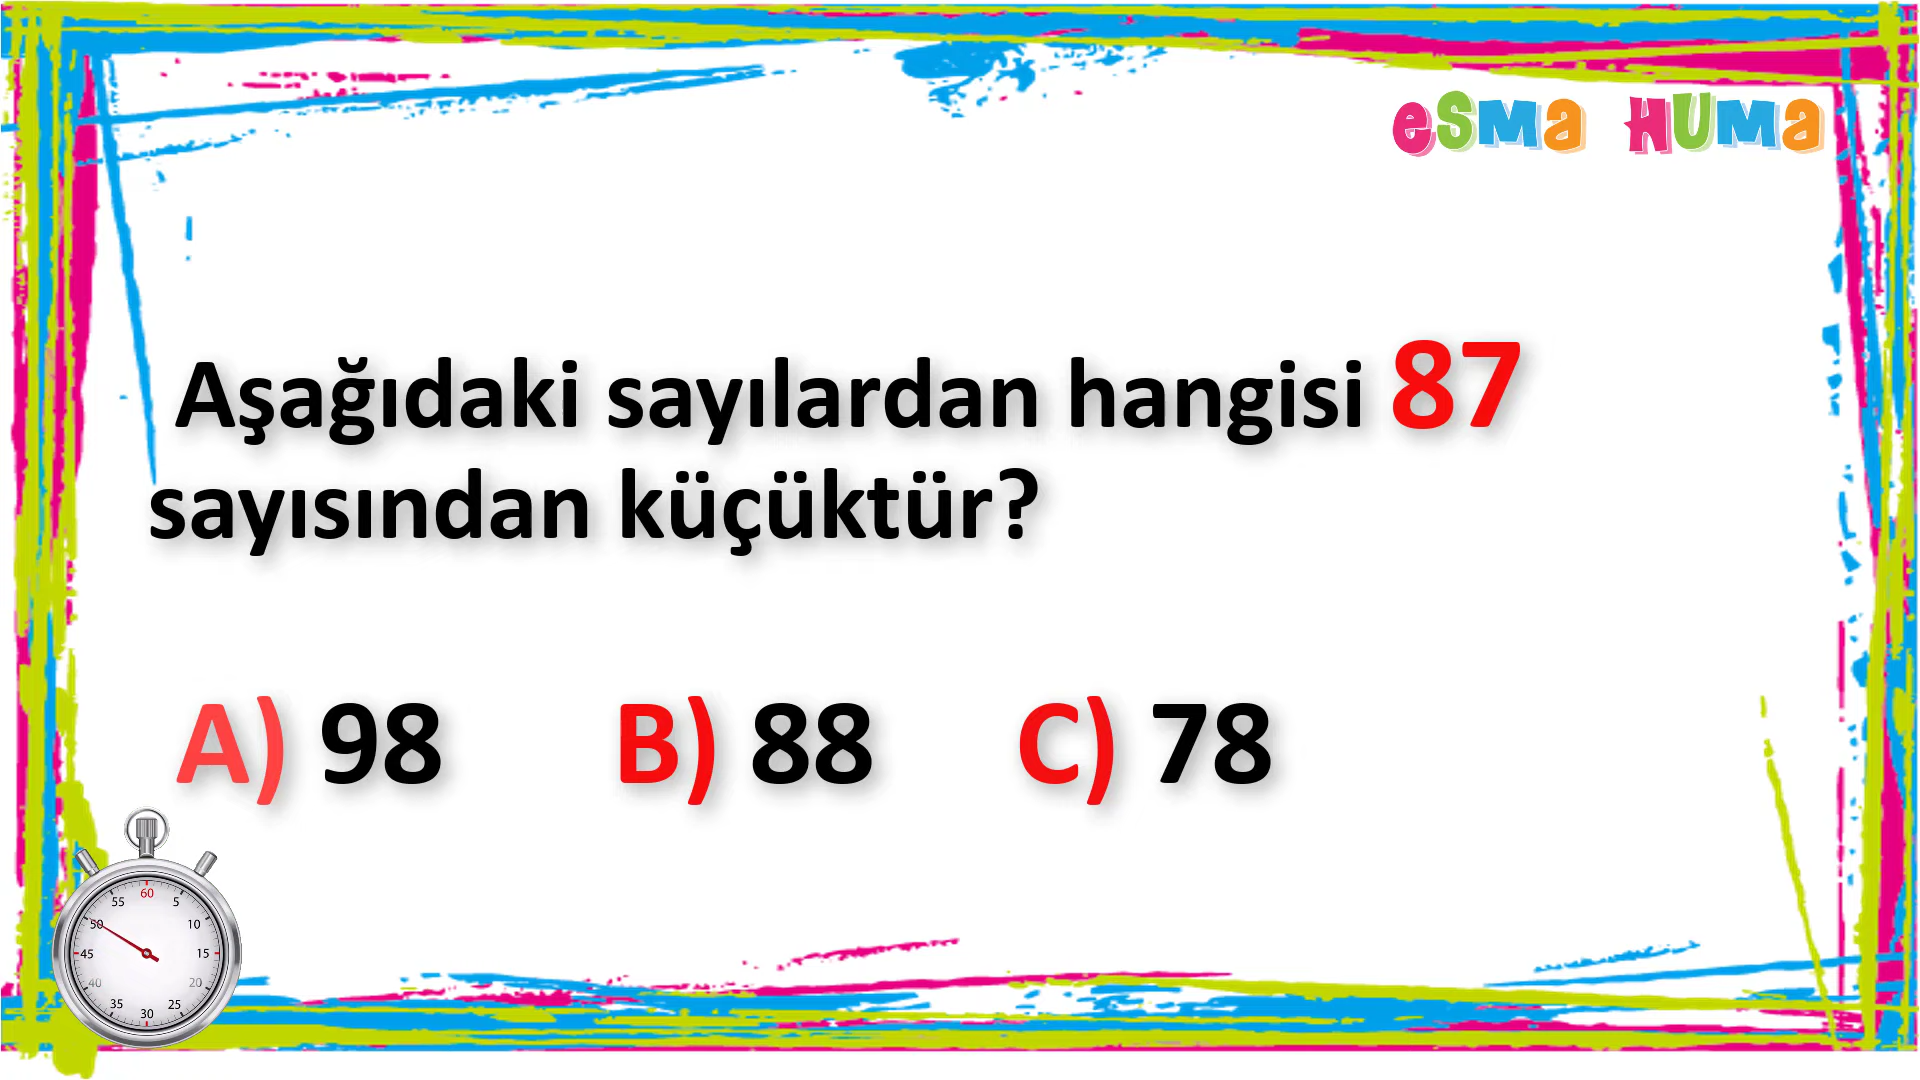 eSMa HUMa
Aşağıdaki sayılardan hangisi 87
sayısından küçüktür?
A) 98 B) 88 C) 78
60
55 5
50 10
45 15
40 20
35 25
30